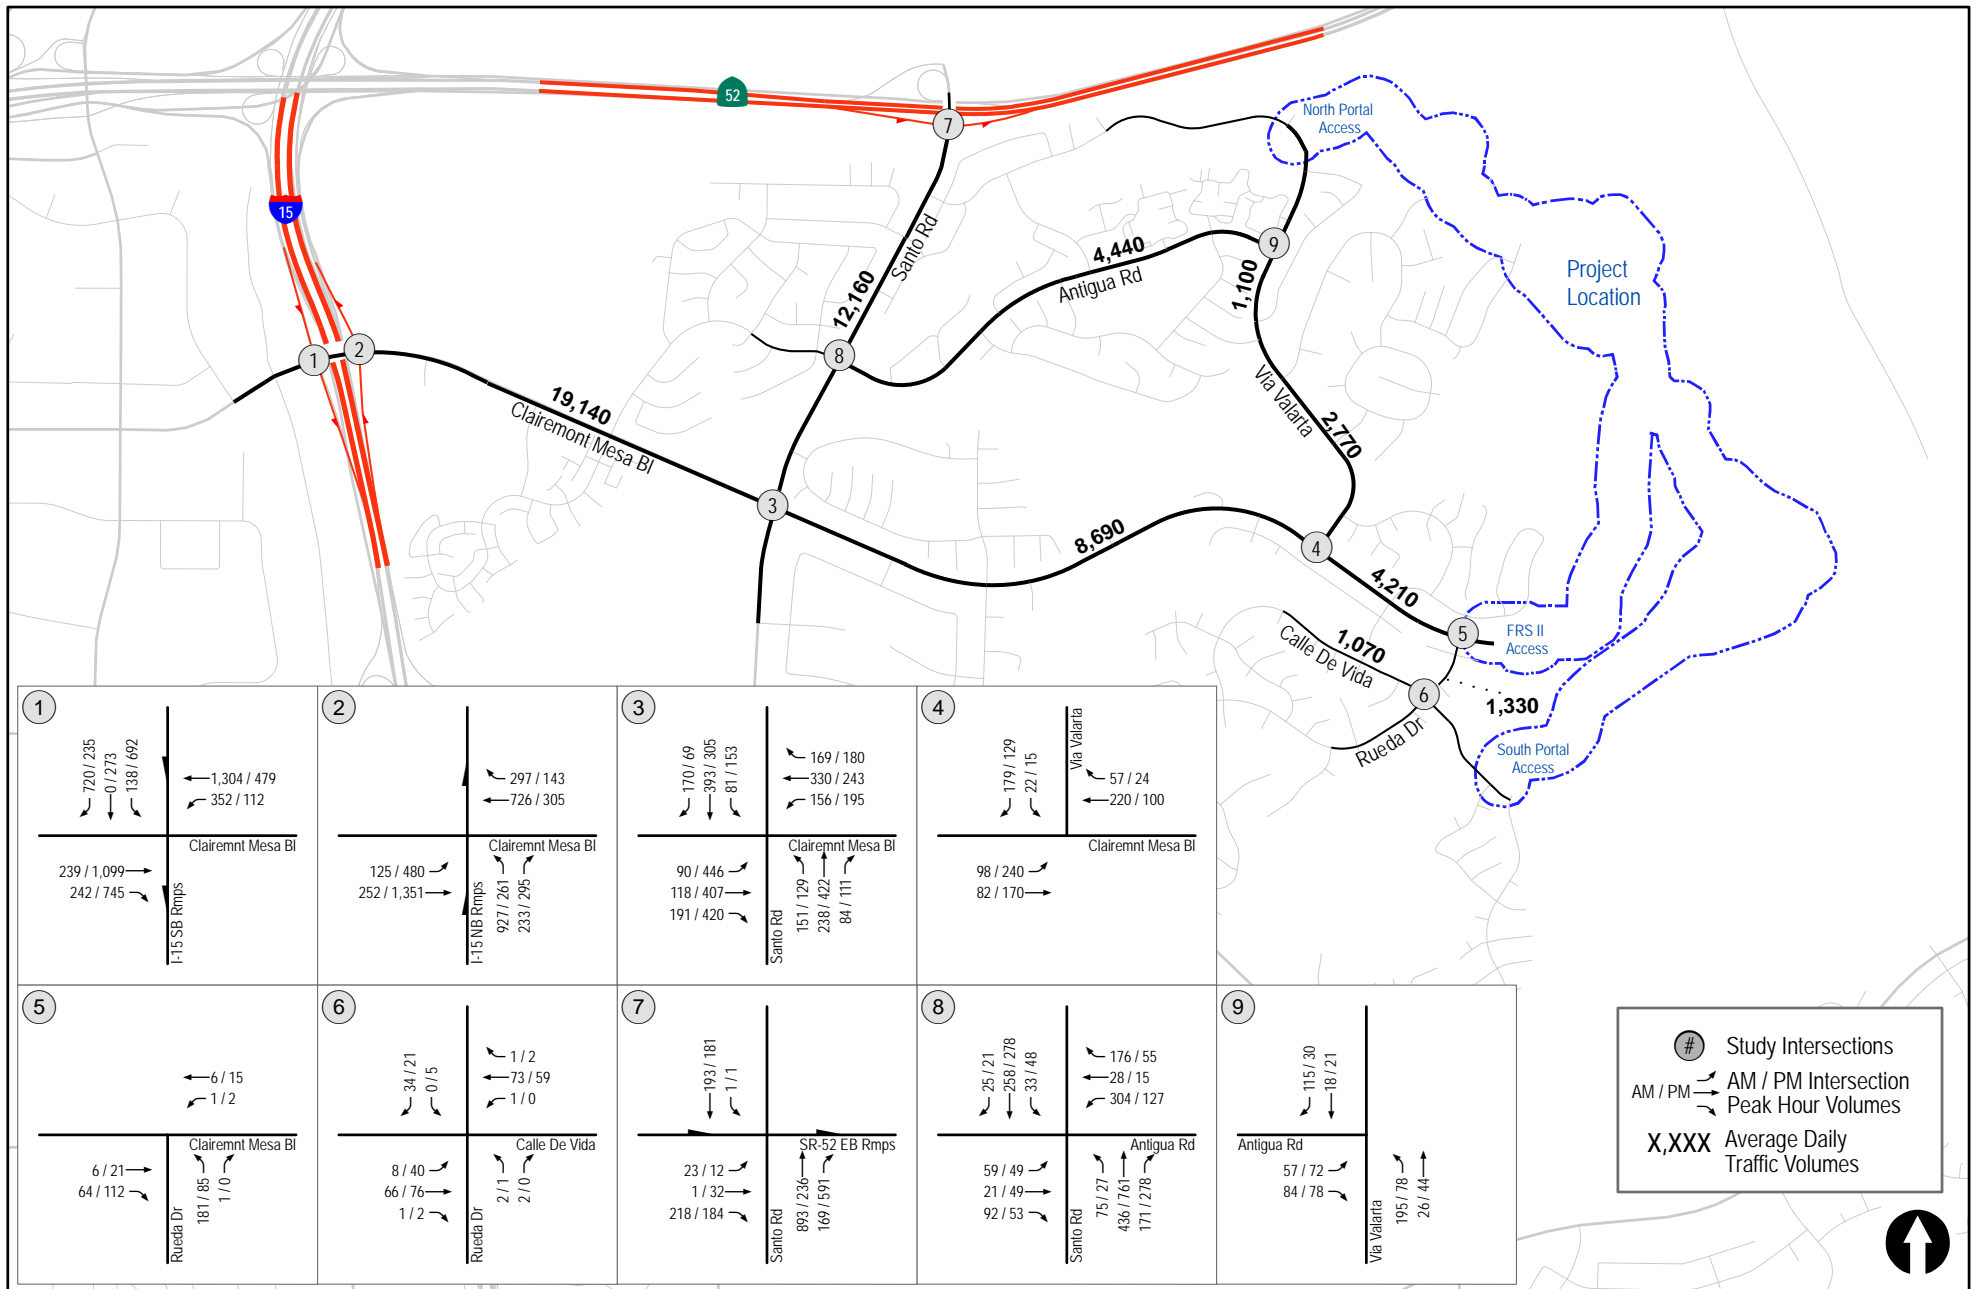 52
15
North Portal
Access
Project
Location
7
9
8
1
2
3
4
5
6
Santo Rd
12,160
4,440
Antigua Rd
1,100
Via Valarta
2,770
19,140
Clairemont Mesa Bl
8,690
4,210
FRS II
Access
1,070
Calle De Vida
1,330
Rueda Dr
South Portal
Access
1
720 / 235
0 / 273
138 / 692
1,304 / 479
352 / 112
Clairemnt Mesa Bl
239 / 1,099
242 / 745
I-15 SB Rmps
2
297 / 143
726 / 305
Clairemnt Mesa Bl
125 / 480
252 / 1,351
I-15 NB Rmps
927 / 261
233 / 295
3
170 / 69
393 / 305
81 / 153
169 / 180
330 / 243
156 / 195
Clairemnt Mesa Bl
90 / 446
118 / 407
191 / 420
Santo Rd
151 / 129
238 / 422
84 / 111
4
179 / 129
22 / 15
Via Valarta
57 / 24
220 / 100
Clairemnt Mesa Bl
98 / 240
82 / 170
5
6 / 15
1 / 2
Clairemnt Mesa Bl
6 / 21
64 / 112
Rueda Dr
181 / 85
1 / 0
6
34 / 21
0 / 5
1 / 2
73 / 59
1 / 0
Calle De Vida
8 / 40
66 / 76
1 / 2
Rueda Dr
2 / 1
2 / 0
7
193 / 181
1 / 1
SR-52 EB Rmps
23 / 12
1 / 32
218 / 184
Santo Rd
893 / 236
169 / 591
8
25 / 21
258 / 278
33 / 48
176 / 55
28 / 15
304 / 127
Antigua Rd
59 / 49
21 / 49
92 / 53
Santo Rd
75 / 27
436 / 761
171 / 278
9
115 / 30
18 / 21
Antigua Rd
57 / 72
84 / 78
Via Valarta
195 / 78
26 / 44
# Study Intersections
AM / PM AM / PM Intersection
Peak Hour Volumes
X,XXX Average Daily
Traffic Volumes